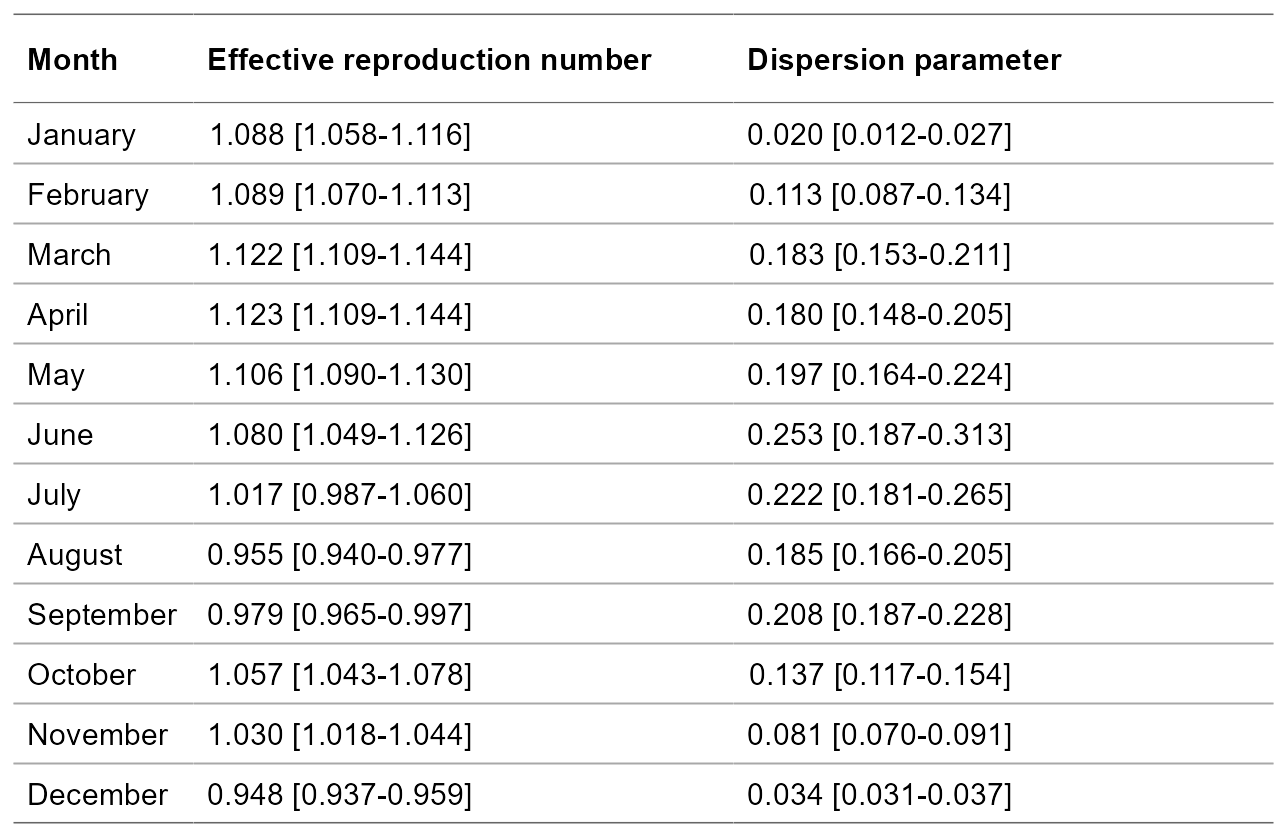 Month Effective reproduction number Dispersion parameter
January 1.088 [1.058-1.116] 0.020 [0.012-0.027]
February 1.089 [1.070-1.113] 0.113 [0.087-0.134]
March 1.122 [1.109-1.144] 0.183 [0.153-0.211]
April 1.123 [1.109-1.144] 0.180 [0.148-0.205]
May 1.106 [1.090-1.130] 0.197 [0.164-0.224]
June 1.080 [1.049-1.126] 0.253 [0.187-0.313]
July 1.017 [0.987-1.060] 0.222 [0.181-0.265]
August 0.955 [0.940-0.977] 0.185 [0.166-0.205]
September 0.979 [0.965-0.997] 0.208 [0.187-0.228]
October 1.057 [1.043-1.078] 0.137 [0.117-0.154]
November 1.030 [1.018-1.044] 0.081 [0.070-0.091]
December 0.948 [0.937-0.959] 0.034 [0.031-0.037]